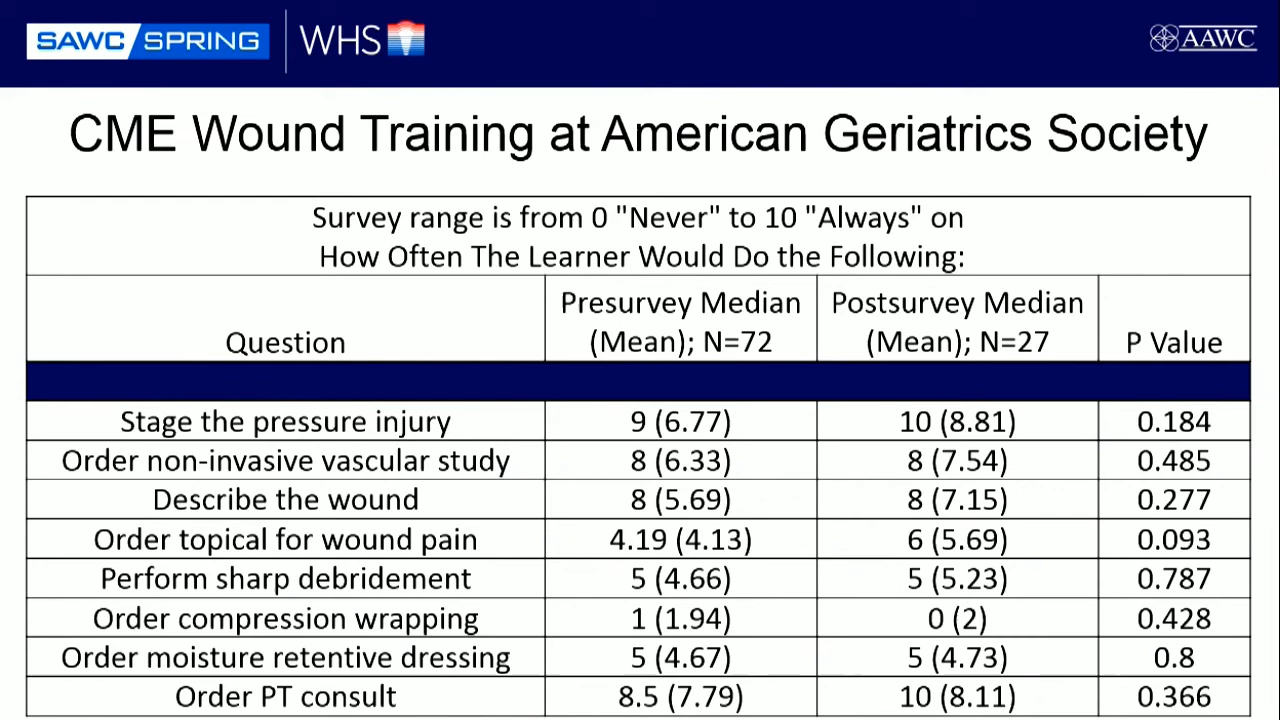 SAWC/SPRING WHS AAWC
CME Wound Training at American Geriatrics Society
Survey range is from 0 "Never" to 10 "Always" on
How Often The Learner Would Do the Following:
Question Presurvey Median (Mean); N=72 Postsurvey Median (Mean); N=27 P Value
Stage the pressure injury 9 (6.77) 10 (8.81) 0.184
Order non-invasive vascular study 8 (6.33) 8 (7.54) 0.485
Describe the wound 8 (5.69) 8 (7.15) 0.277
Order topical for wound pain 4.19 (4.13) 6 (5.69) 0.093
Perform sharp debridement 5 (4.66) 5 (5.23) 0.787
Order compression wrapping 1 (1.94) 0 (2) 0.428
Order moisture retentive dressing 5 (4.67) 5 (4.73) 0.8
Order PT consult 8.5 (7.79) 10 (8.11) 0.366